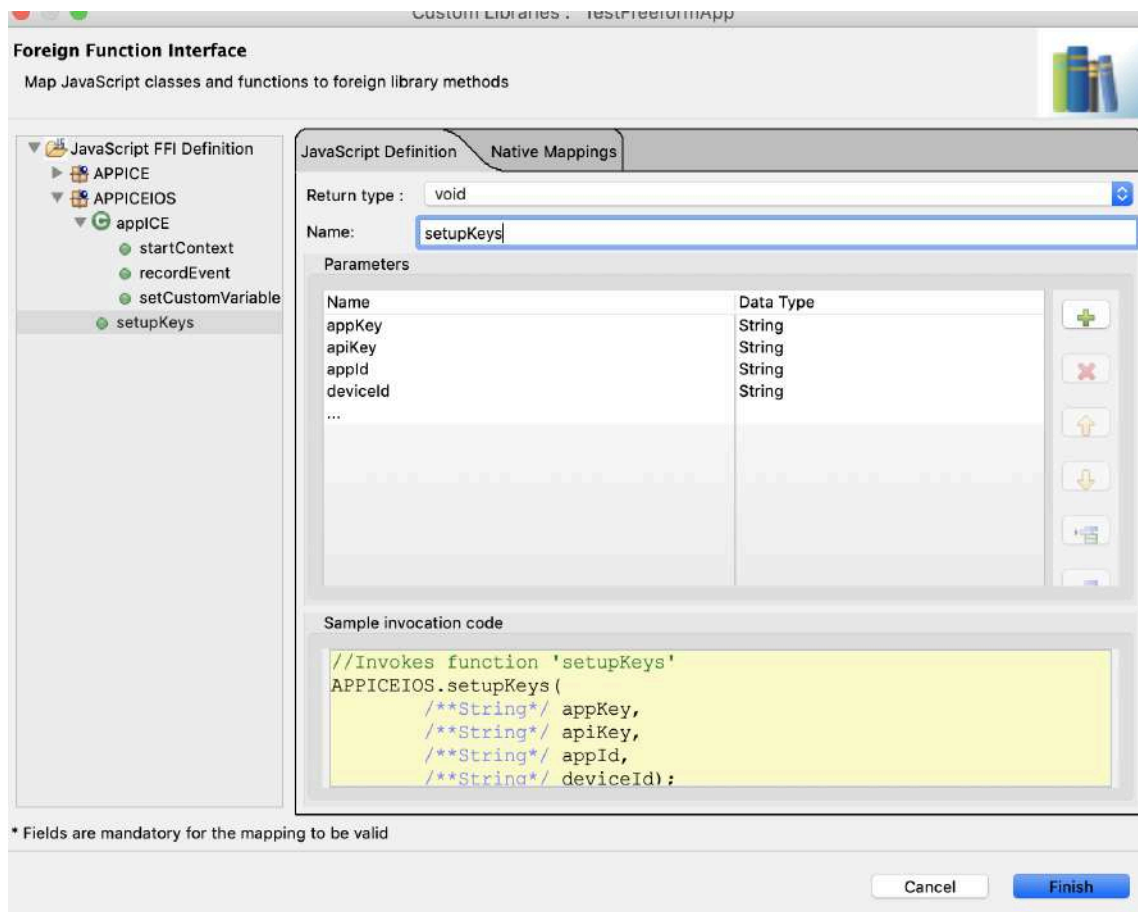 Custom Libraries : TestFreeformApp
Foreign Function Interface
Map JavaScript classes and functions to foreign library methods
JavaScript FFI Definition
APPICE
APPICEIOS
appICE
startContext
recordEvent
setCustomVariable
setupKeys
JavaScript Definition
Native Mappings
Return type : void
Name: setupKeys
Parameters
Name Data Type
appKey String
apiKey String
appId String
deviceId String
...
Sample invocation code
//Invokes function 'setupKeys'
APPICEIOS.setupKeys(
/**String*/ appKey,
/**String*/ apiKey,
/**String*/ appId,
/**String*/ deviceId);
* Fields are mandatory for the mapping to be valid
Cancel Finish